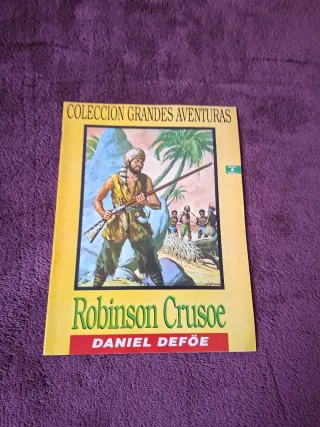 COLECCION GRANDES AVENTURAS
Robinson Crusoe
DANIEL DEFÖE